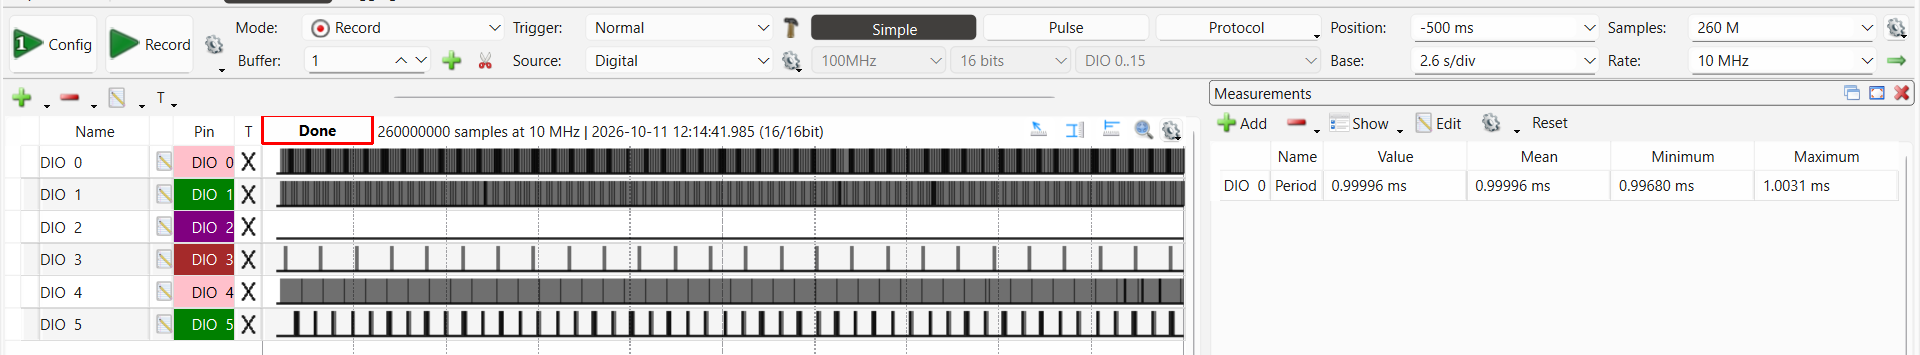 Mode: Record Trigger: Normal Simple Pulse Protocol Position: -500 ms Samples: 260 M
1 Config Record
Buffer: 1 Source: Digital 100MHz 16 bits DIO 0..15 Base: 2.6 s/div Rate: 10 MHz
T
Measurements
Name Pin T Done 260000000 samples at 10 MHz | 2026-10-11 12:14:41.985 (16/16bit)
Add Show Edit Reset
DIO 0 DIO 0 X
DIO 1 DIO 1 X
DIO 2 DIO 2 X
DIO 3 DIO 3 X
DIO 4 DIO 4 X
DIO 5 DIO 5 X
Name Value Mean Minimum Maximum
DIO 0 Period 0.99996 ms 0.99996 ms 0.99680 ms 1.0031 ms